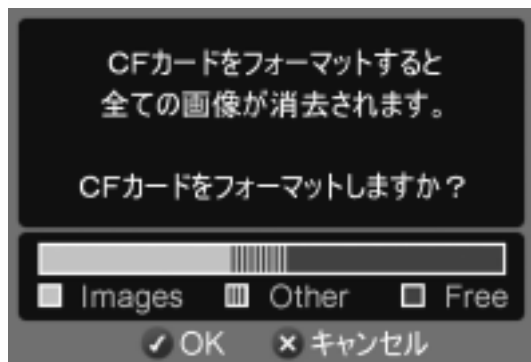 CFカードをフォーマットすると
全ての画像が消去されます。
CFカードをフォーマットしますか?
Images Other Free
OK キャンセル